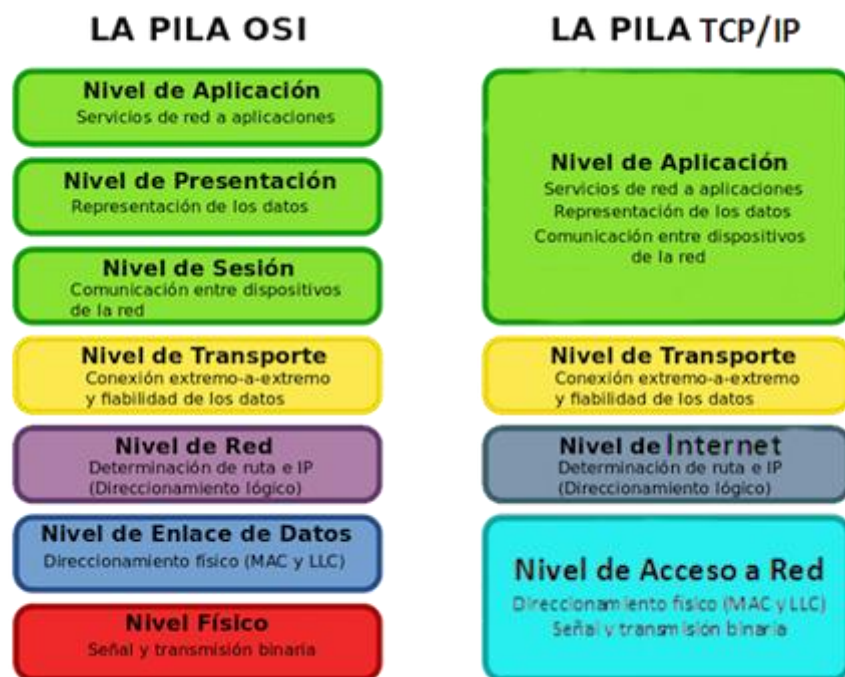 LA PILA OSI
Nivel de Aplicación
Servicios de red a aplicaciones
Nivel de Presentación
Representación de los datos
Nivel de Sesión
Comunicación entre dispositivos
de la red
Nivel de Transporte
Conexión extremo-a-extremo
y fiabilidad de los datos
Nivel de Red
Determinación de ruta e IP
(Direccionamiento lógico)
Nivel de Enlace de Datos
Direccionamiento físico (MAC y LLC)
Nivel Físico
Señal y transmisión binaria
LA PILA TCP/IP
Nivel de Aplicación
Servicios de red a aplicaciones
Representación de los datos
Comunicación entre dispositivos
de la red
Nivel de Transporte
Conexión extremo-a-extremo
y fiabilidad de los datos
Nivel de Internet
Determinación de ruta e IP
(Direccionamiento lógico)
Nivel de Acceso a Red
Direccionamiento físico (MAC y LLC)
Señal y transmisión binaria